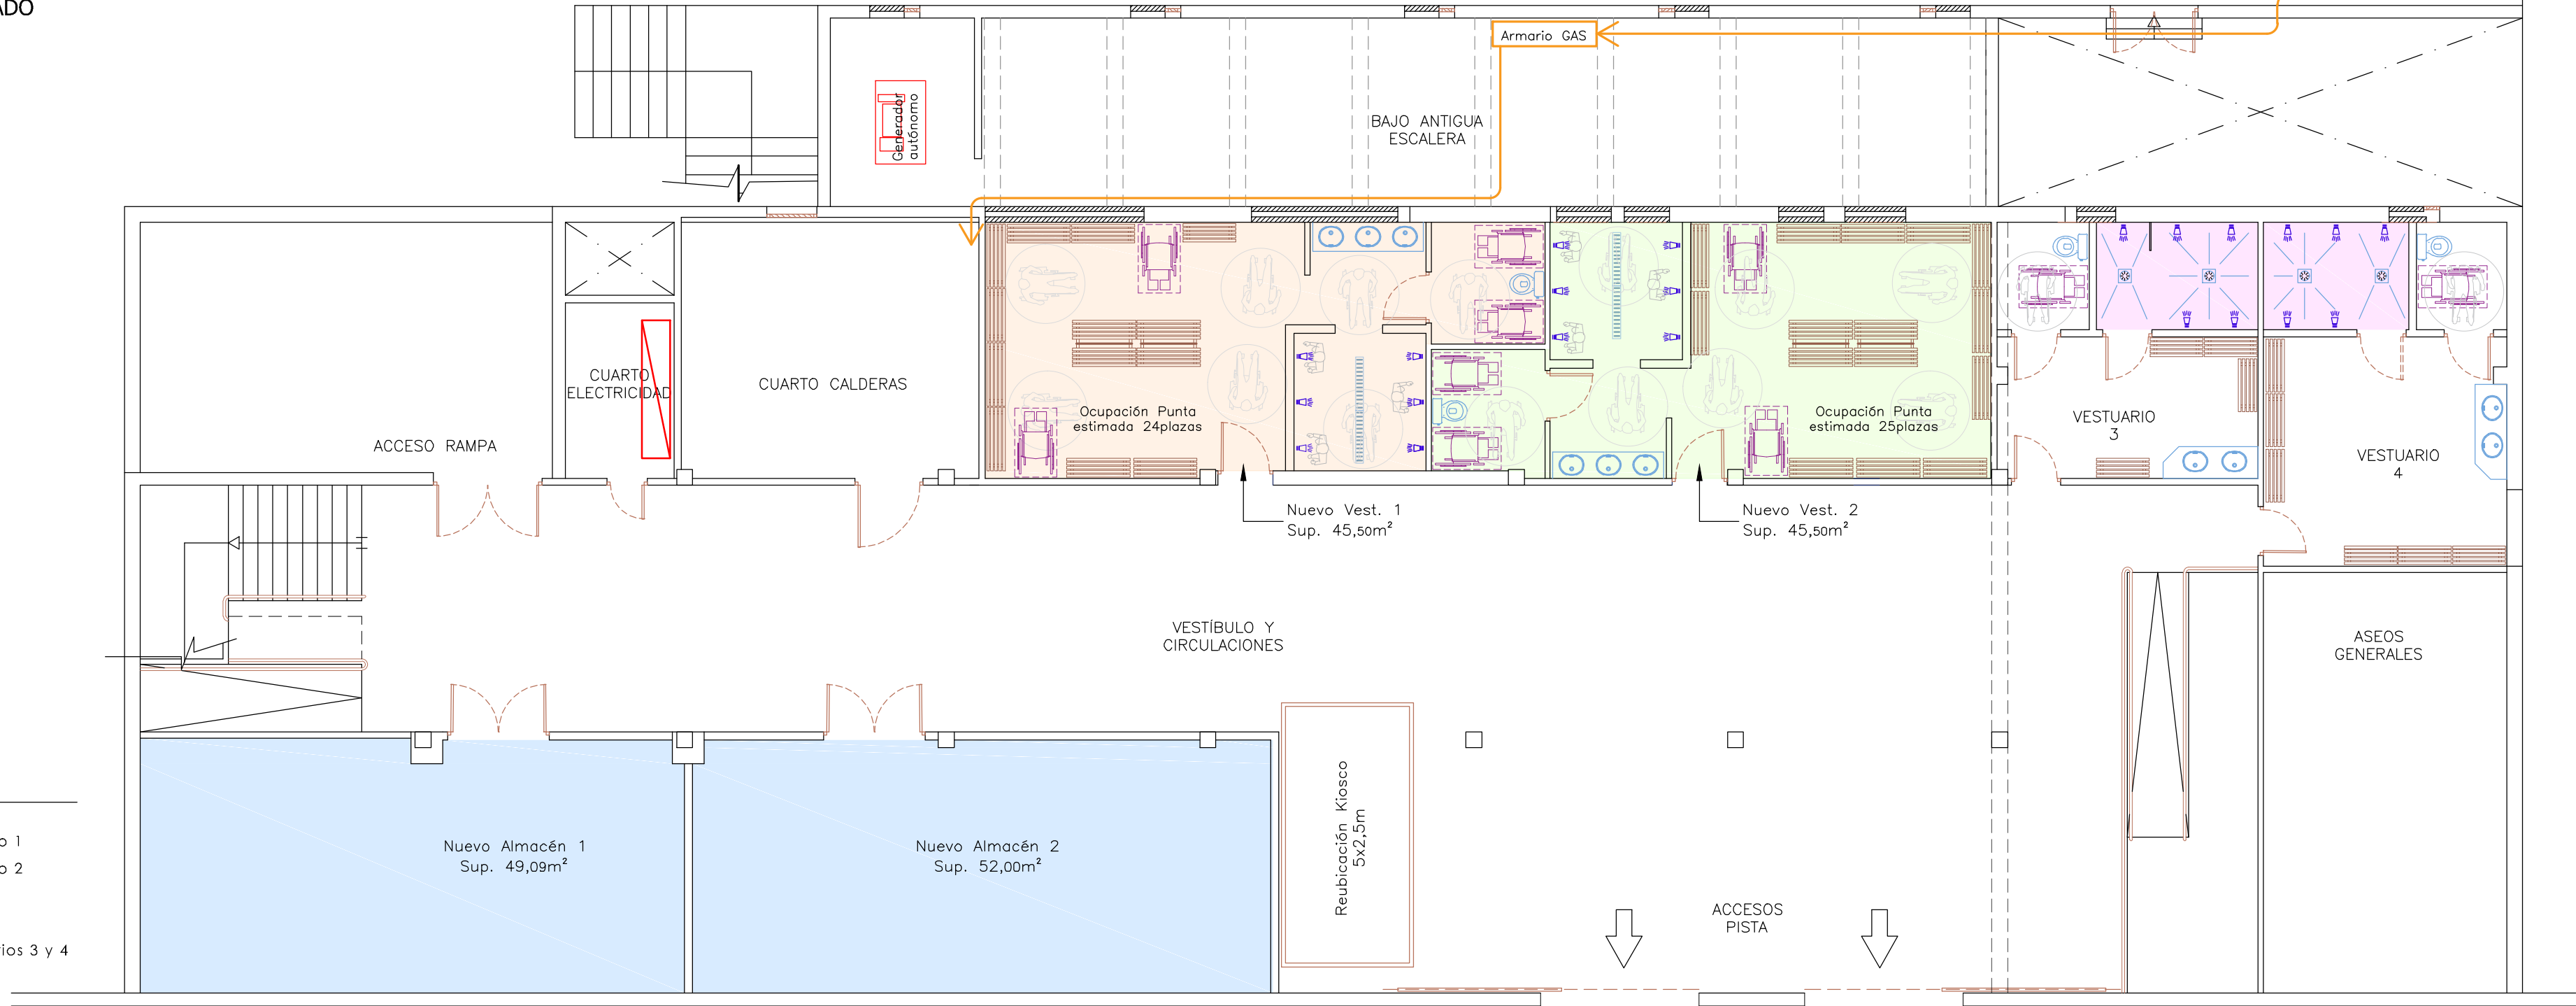 ADO
Armario GAS
Generador
autónomo
BAJO ANTIGUA
ESCALERA
CUARTO
ELECTRICIDAD
CUARTO CALDERAS
ACCESO RAMPA
Ocupación Punta
estimada 24plazas
Ocupación Punta
estimada 25plazas
VESTUARIO
3
VESTUARIO
4
Nuevo Vest. 1
Sup. 45,50m²
Nuevo Vest. 2
Sup. 45,50m²
VESTÍBULO Y
CIRCULACIONES
ASEOS
GENERALES
Reubicación Kiosco
5x2,5m
Nuevo Almacén 1
Sup. 49,09m²
Nuevo Almacén 2
Sup. 52,00m²
ACCESOS
PISTA
o 1
o 2
rios 3 y 4